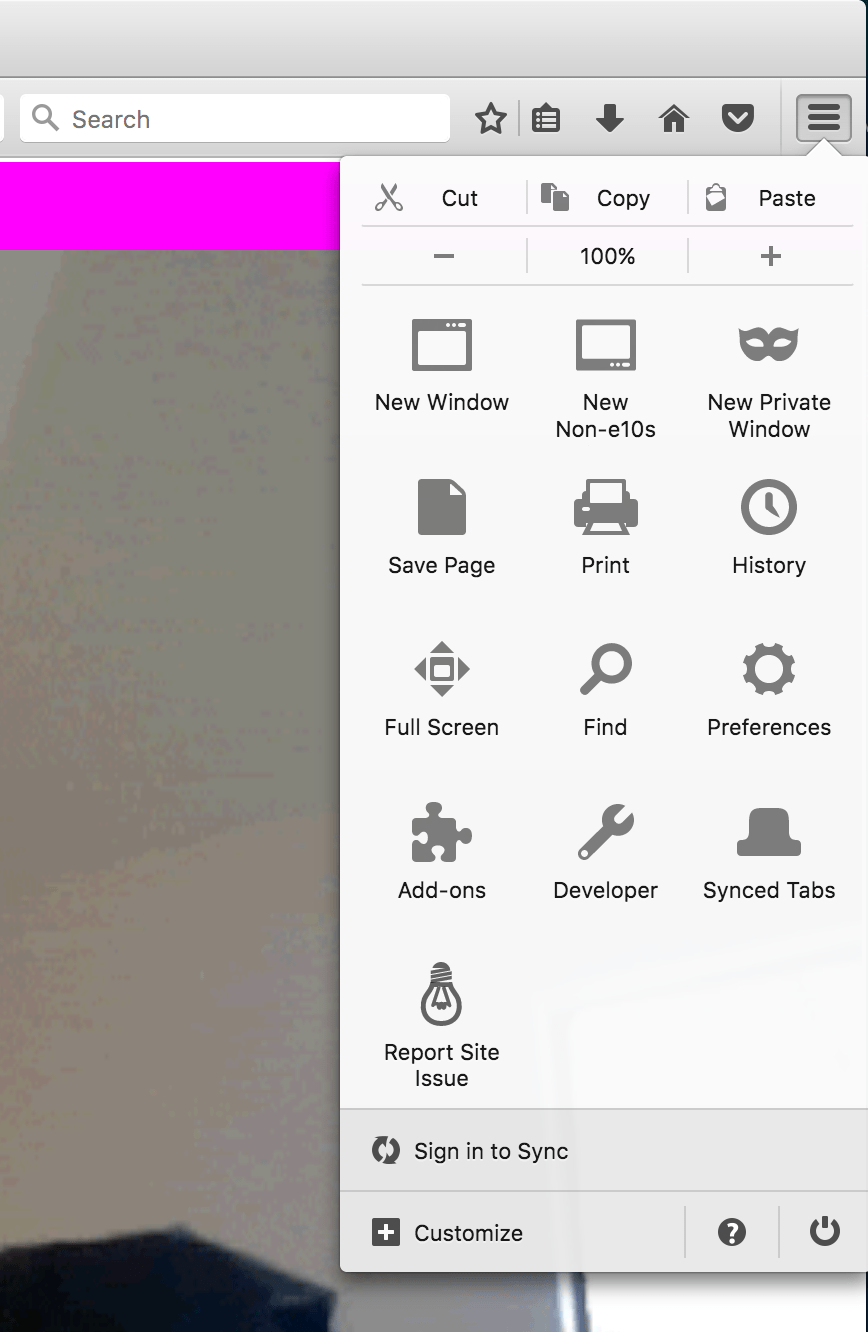 Search
Cut Copy Paste
100%
New Window
New
Non-e10s
New Private
Window
Save Page
Print
History
Full Screen
Find
Preferences
Add-ons
Developer
Synced Tabs
Report Site
Issue
Sign in to Sync
Customize